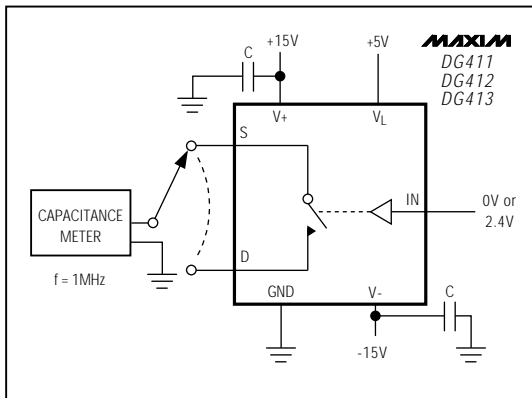 C
+15V
+5V
MAXIM
DG411
DG412
DG413
V+
VL
S
IN
0V or
2.4V
CAPACITANCE
METER
D
f = 1MHz
GND
V-
C
-15V